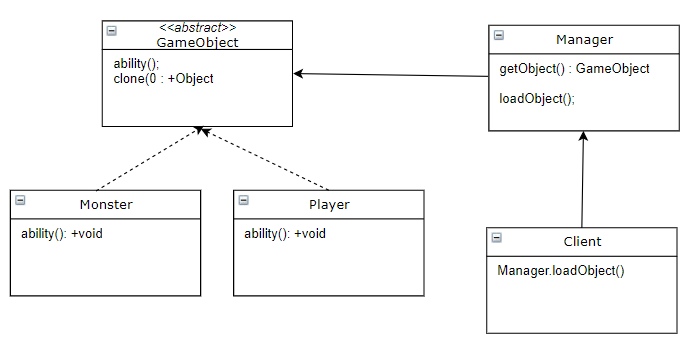 <<abstract>>
GameObject
ability();
clone(0 : +Object
Manager
getObject() : GameObject
loadObject();
Monster
ability(): +void
Player
ability(): +void
Client
Manager.loadObject()